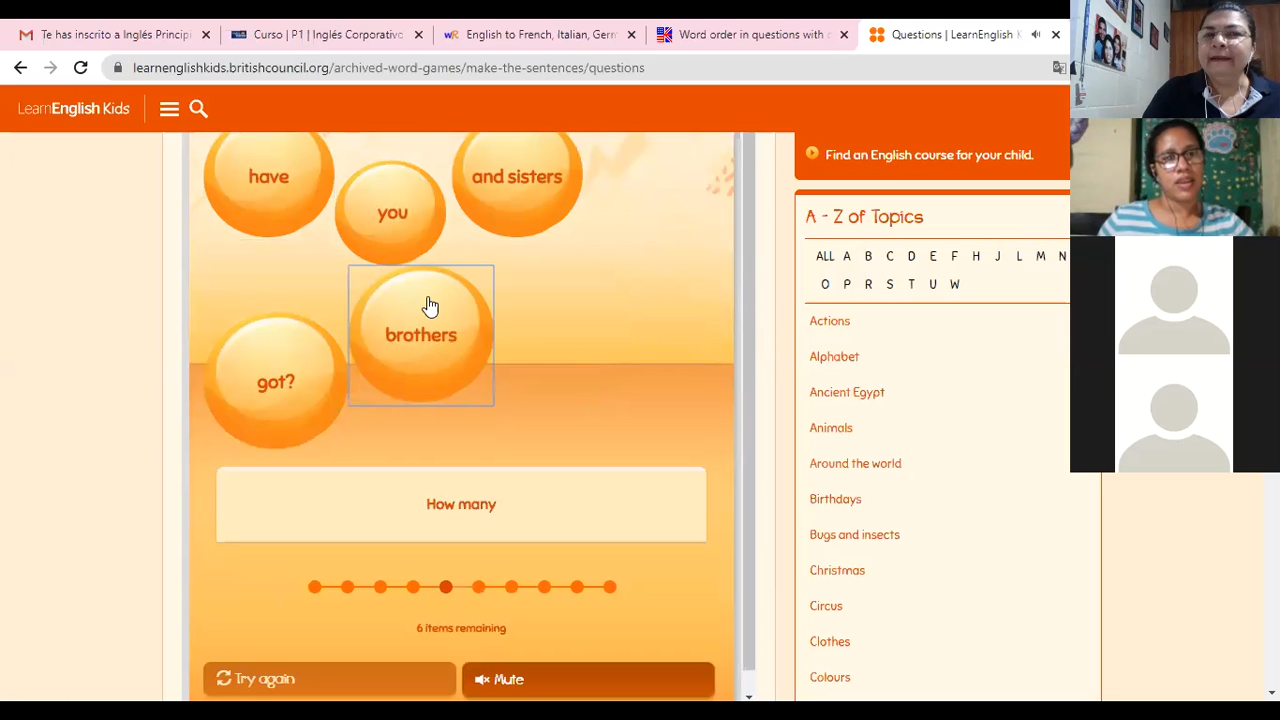 Te has inscrito a Inglés Princip
Curso | P1 | Inglés Corporativo
English to French, Italian, Germ
Word order in questions with
Questions | LearnEnglish K
learnenglishkids.britishcouncil.org/archived-word-games/make-the-sentences/questions
LearnEnglish Kids
have
you
and sisters
brothers
got?
How many
6 items remaining
Try again
Mute
Find an English course for your child.
A - Z of Topics
ALL A B C D E F H J L M N
O P R S T U W
Actions
Alphabet
Ancient Egypt
Animals
Around the world
Birthdays
Bugs and insects
Christmas
Circus
Clothes
Colours